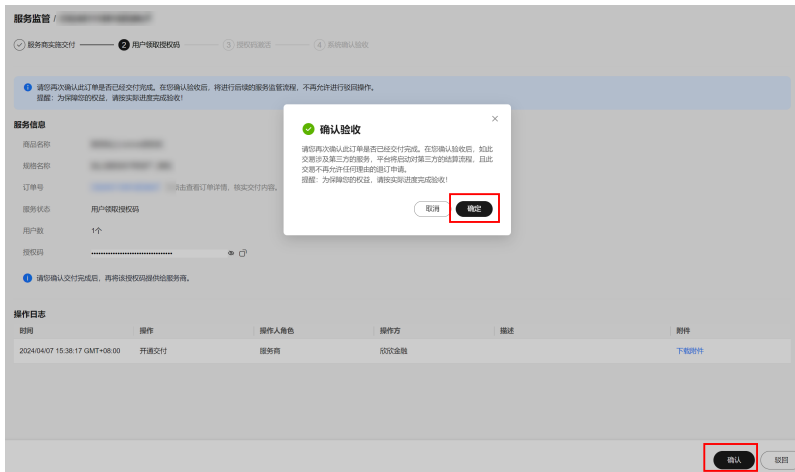 服务监管 /
服务商实施交付 2 用户领取授权码 3 授权码激活 4 系统确认验收
请您再次确认此订单是否已经交付完成。在您确认验收后，将进行后续的服务监管流程，不再允许进行驳回操作。
提醒：为保障您的权益，请按实际进度完成验收！
服务信息
商品名称
规格名称
订单号 击查看订单详情，核实交付内容。
服务状态 用户领取授权码
用户数 1个
授权码
请您确认交付完成后，再将该授权码提供给服务商。
确认验收
请您再次确认此订单是否已经交付完成。在您确认验收后，如此
交易涉及第三方的服务，平台将启动对第三方的结算流程，且此
交易不再允许任何理由的退订申请。
提醒：为保障您的权益，请按实际进度完成验收！
取消 确定
操作日志
时间 操作 操作人角色 操作方 描述 附件
2024/04/07 15:38:17 GMT+08:00 开通交付 服务商 欣欣金融 下载附件
确认 驳回